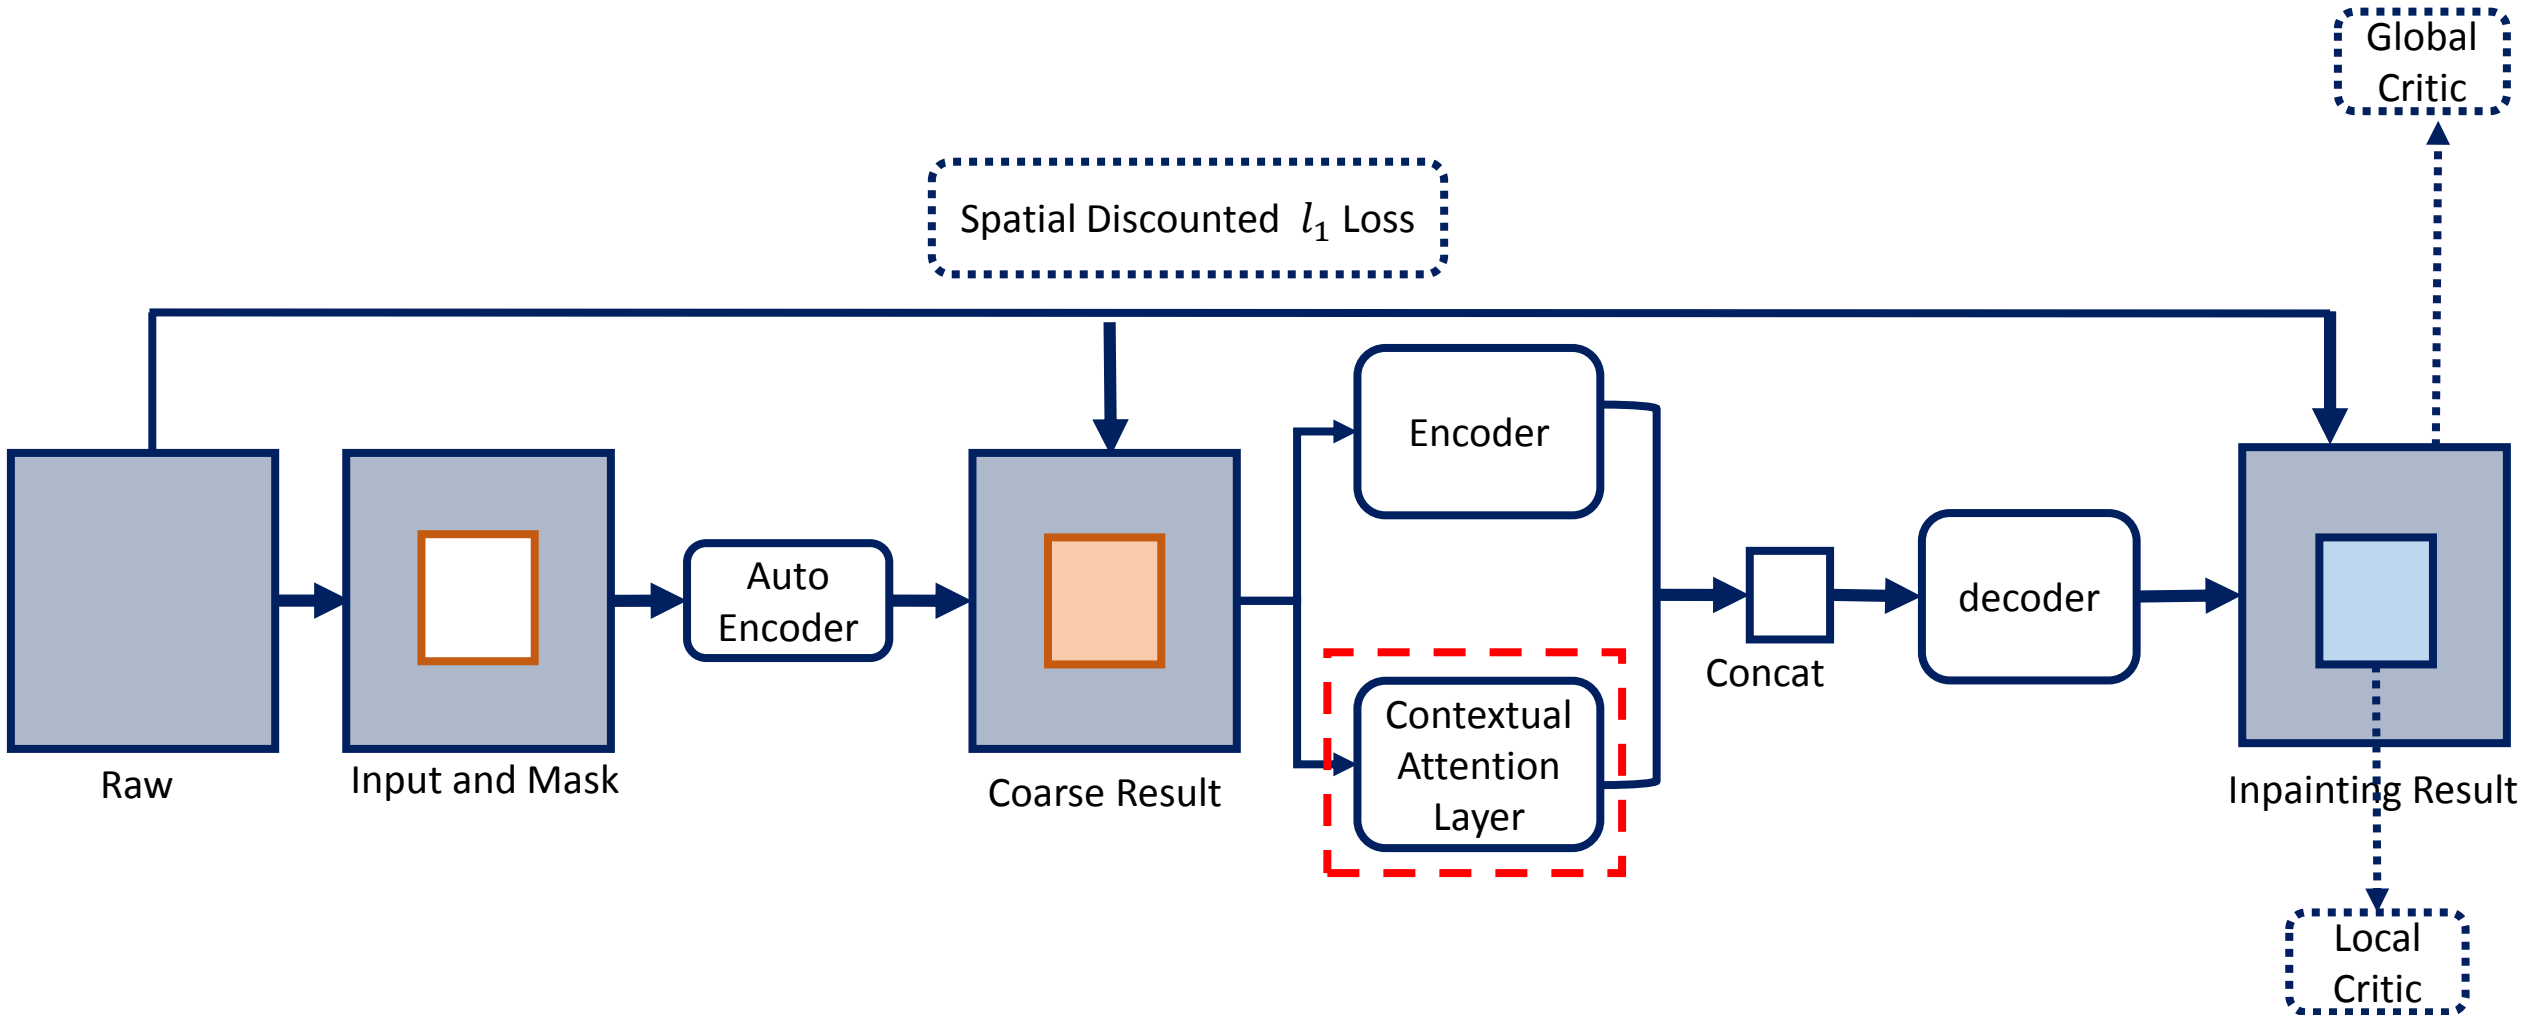 Global
Critic
Spatial Discounted l₁ Loss
Encoder
Auto
Encoder
decoder
Concat
Contextual
Attention
Layer
Raw
Input and Mask
Coarse Result
Inpainting Result
Local
Critic